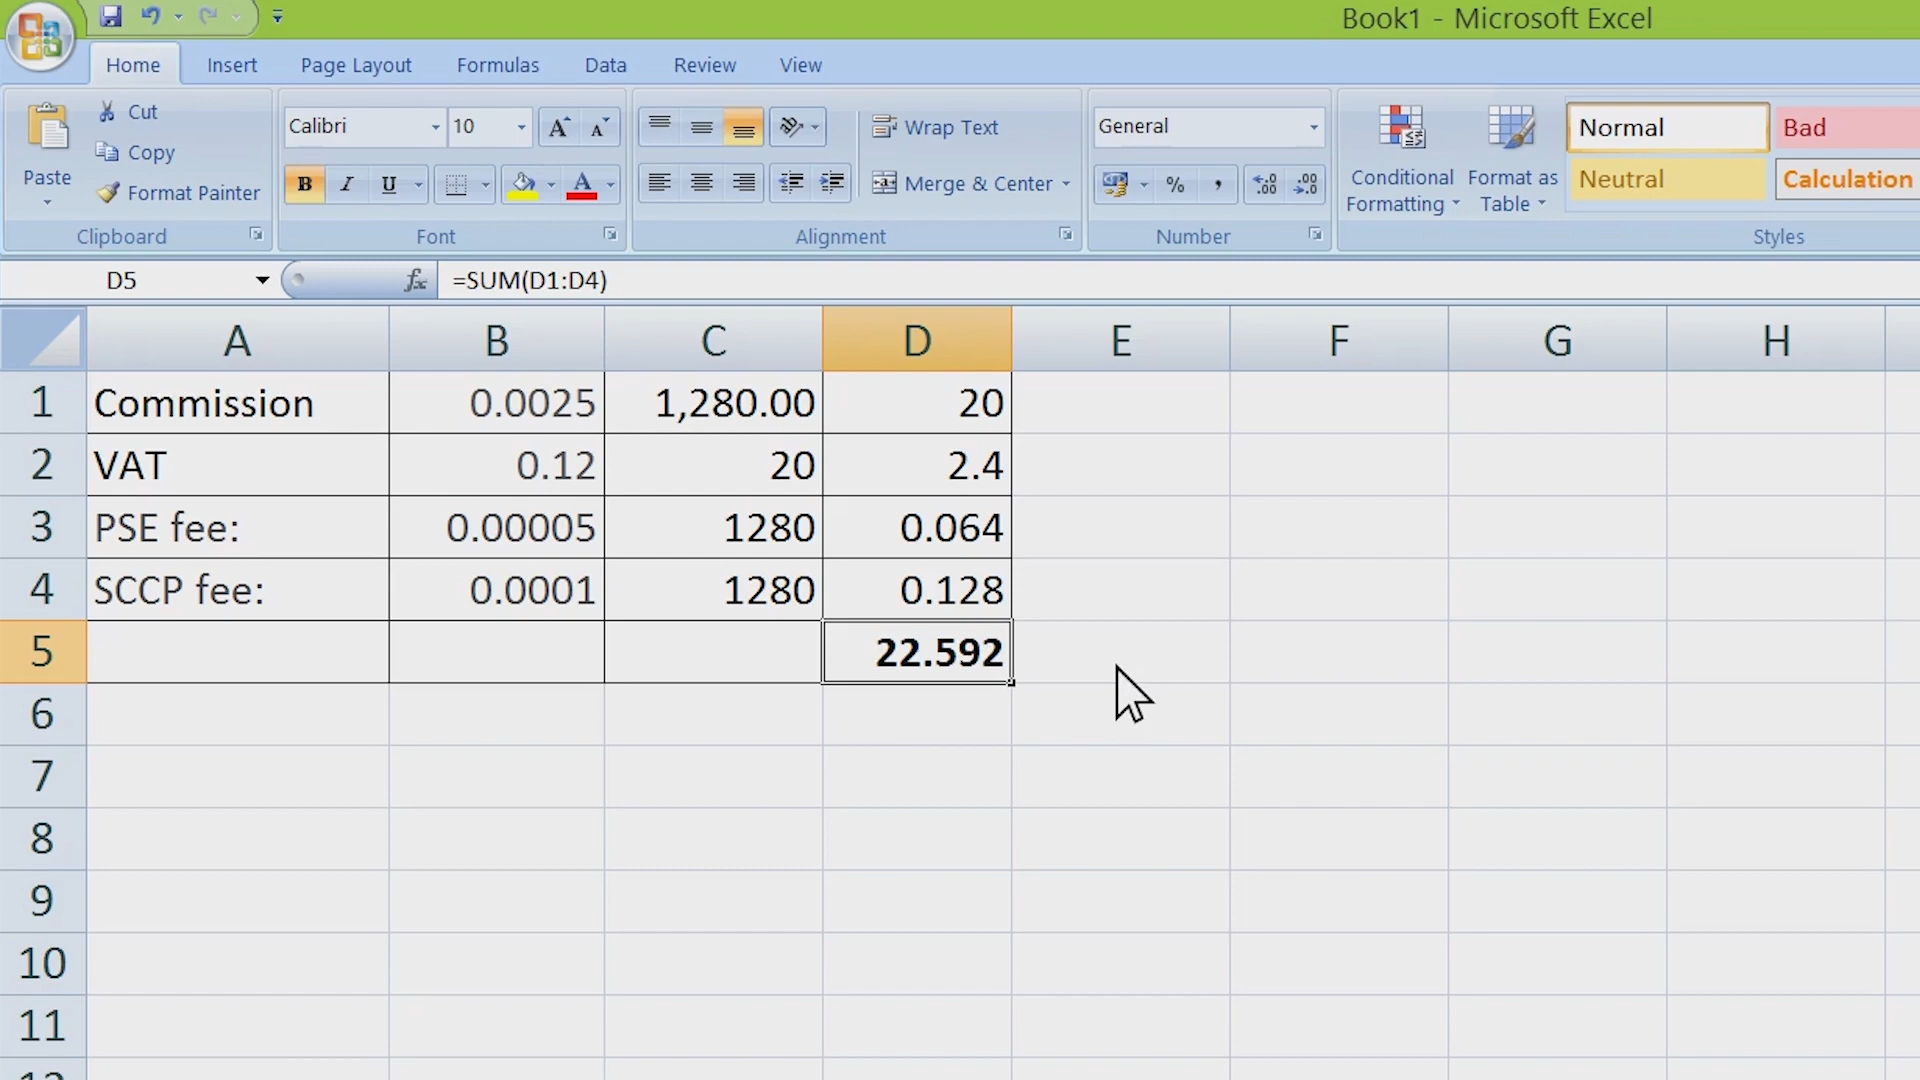 Book1 - Microsoft Excel
Home Insert Page Layout Formulas Data Review View
Paste
Cut
Copy
Format Painter
Clipboard
Calibri 10
B I U
Font
Wrap Text
Merge & Center
Alignment
General
% ,
Number
Conditional Formatting
Format as Table
Normal Bad
Neutral Calculation
Styles
D5 fx =SUM(D1:D4)
A B C D E F G H
1 Commission 0.0025 1,280.00 20
2 VAT 0.12 20 2.4
3 PSE fee: 0.00005 1280 0.064
4 SCCP fee: 0.0001 1280 0.128
5 22.592
6
7
8
9
10
11